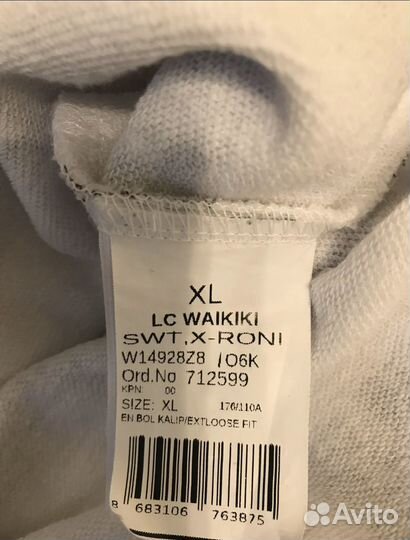 XL
LC WAIKIKI
SWT,X-RONI
W14928Z8 IO6K
Ord.No 712599
KPN: 00
SIZE: XL 176/110A
EN BOL KALIP/EXTLOOSE FIT
8 683106 763875
Avito